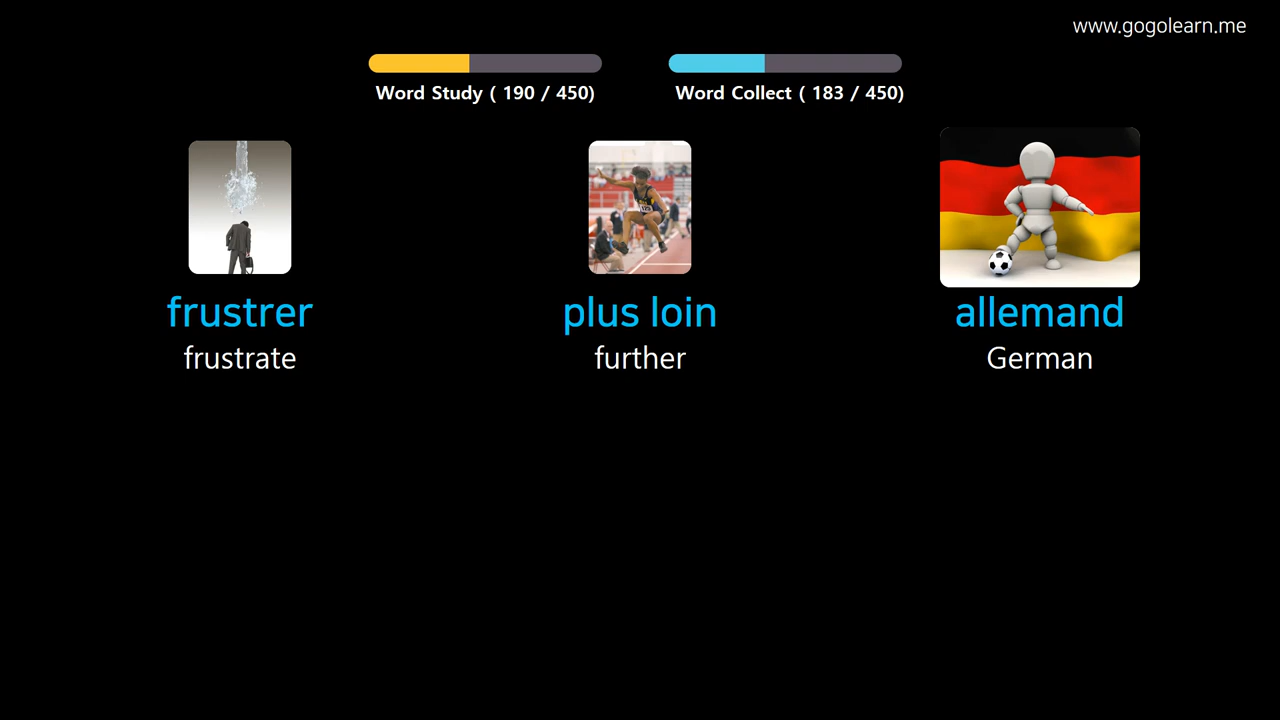 www.gogolearn.me
Word Study ( 190 / 450)
Word Collect ( 183 / 450)
frustrer
frustrate
plus loin
further
allemand
German